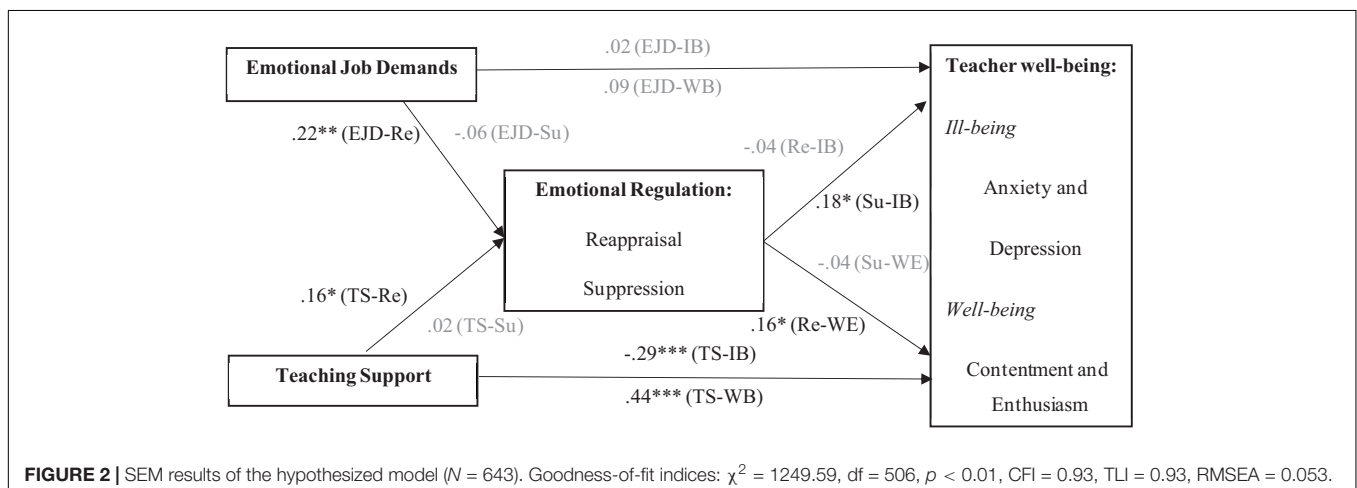 .02 (EJD-IB)
Emotional Job Demands
.09 (EJD-WB)
Teacher well-being:
.22** (EJD-Re)
-.06 (EJD-Su)
Ill-being
-.04 (Re-IB)
Emotional Regulation:
Anxiety and
.18* (Su-IB)
Reappraisal
Depression
-.04 (Su-WE)
Suppression
.16* (TS-Re)
Well-being
.02 (TS-Su)
.16* (Re-WE)
-.29*** (TS-IB)
Teaching Support
Contentment and
.44*** (TS-WB)
Enthusiasm
FIGURE 2 | SEM results of the hypothesized model (N = 643). Goodness-of-fit indices: χ² = 1249.59, df = 506, p < 0.01, CFI = 0.93, TLI = 0.93, RMSEA = 0.053.